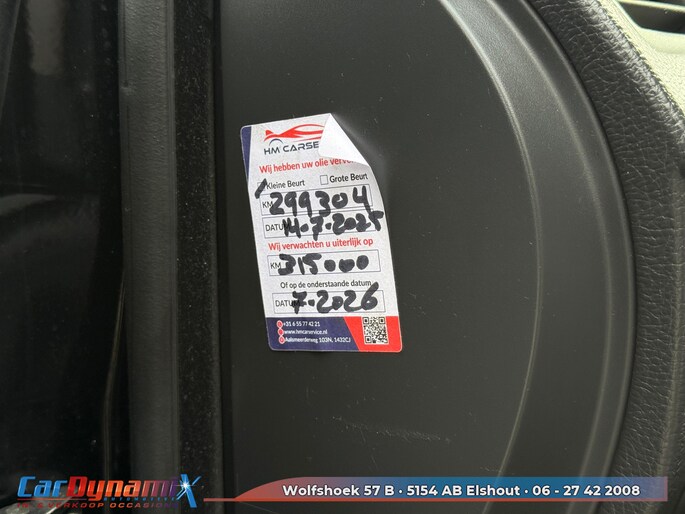 HM CARSE
Wij hebben uw olie verv
Kleine Beurt Grote Beurt
KM 299304
DATUM 14-7-2025
Wij verwachten u uiterlijk op
KM 315000
Of op de onderstaande datum
DATUM 7-2026
+31 6 55 77 42 21
www.hmcarservice.nl
Aalsmeerderweg 103N, 1432CJ
CarDynamiX
Wolfshoek 57 B • 5154 AB Elshout • 06 - 27 42 2008